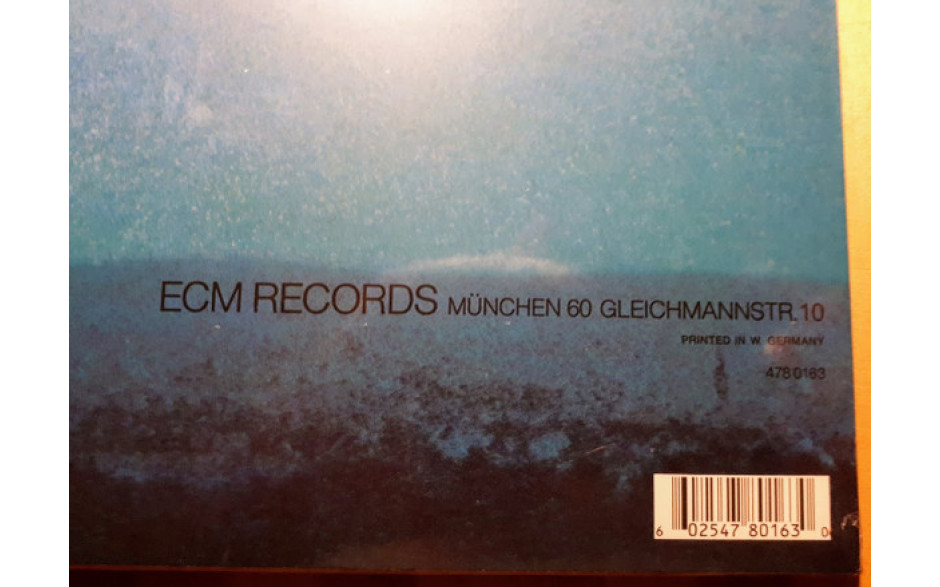 ECM RECORDS MÜNCHEN 60 GLEICHMANNSTR. 10
PRINTED IN W. GERMANY
478 0163
6 02547 80163 0